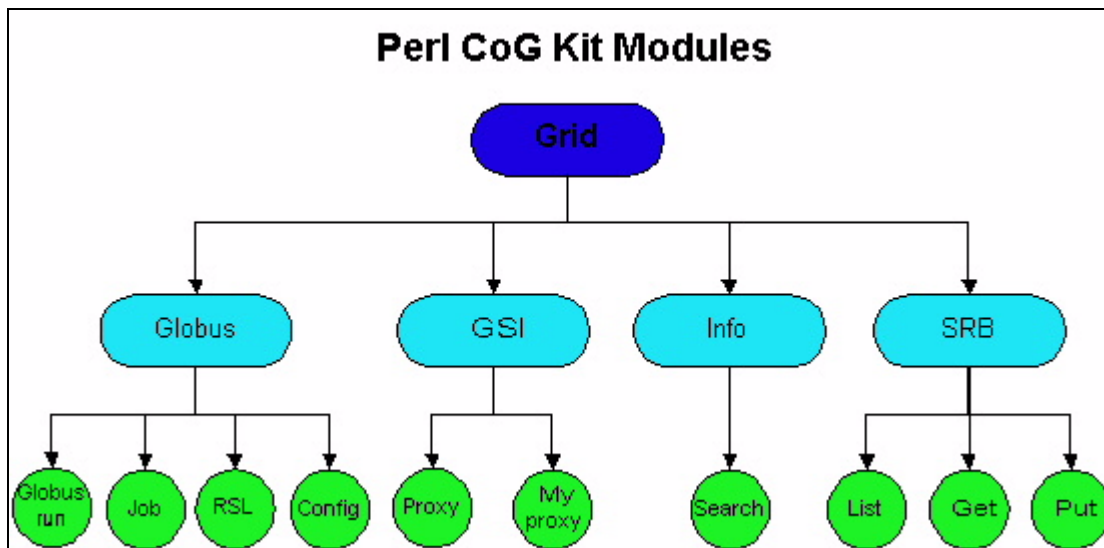 Perl CoG Kit Modules
Grid
Globus
GSI
Info
SRB
Globus
run
Job
RSL
Config
Proxy
My
proxy
Search
List
Get
Put